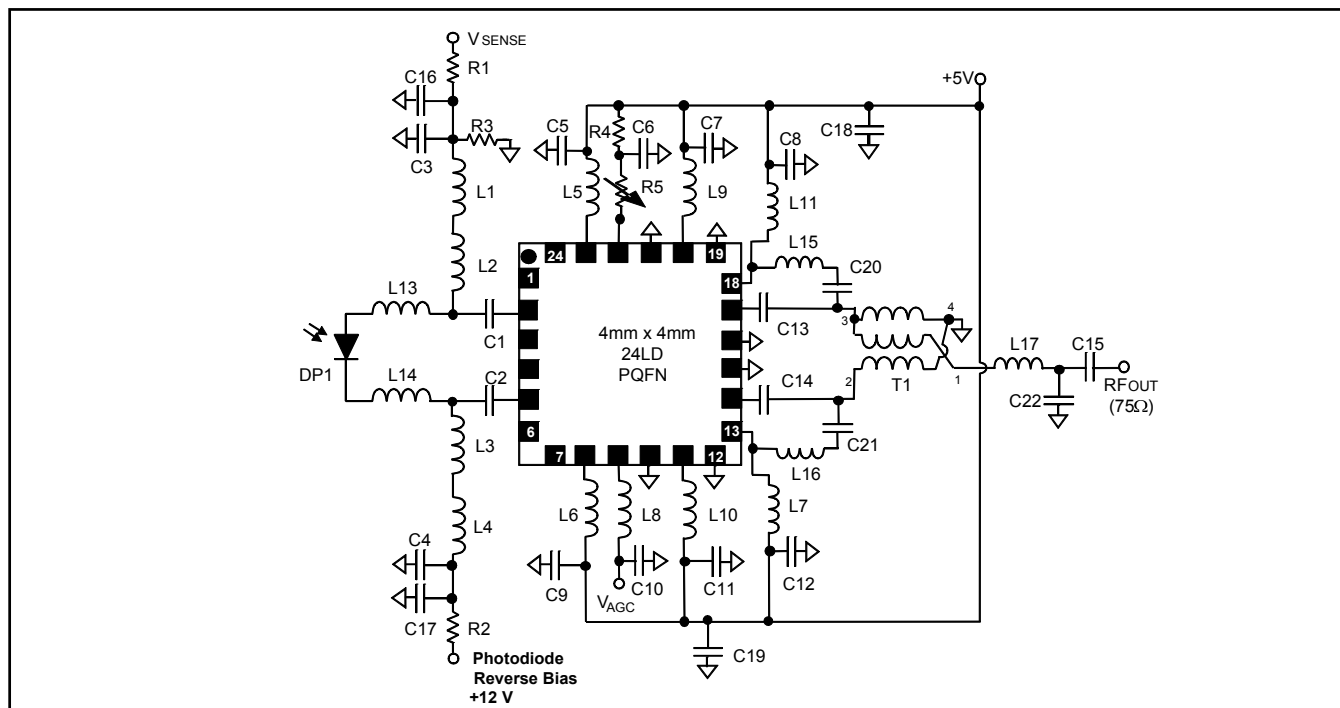 VSENSE
R1
C16
+5V
R3
C3
C5
R4
C6
C7
C8
C18
L1
L5
R5
L9
L11
L2
24
19
L15
C20
1
18
L13
C1
C13
3
4
4mm x 4mm
24LD
PQFN
DP1
L14
C2
C14
2
T1
1
L17
C15
RFOUT
(75Ω)
C22
6
13
C21
L3
7
12
L16
L4
L6
L8
L10
L7
C4
C9
C10
C11
C12
VAGC
C17
R2
C19
Photodiode
Reverse Bias
+12 V